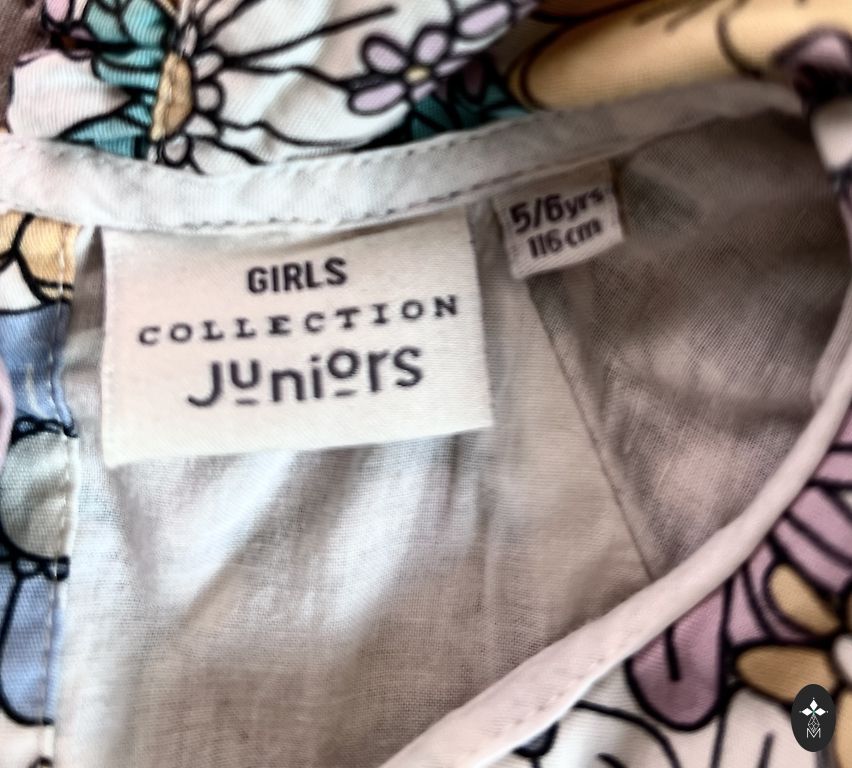 GIRLS
COLLECTION
Juniors
5/6yrs
116cm
M